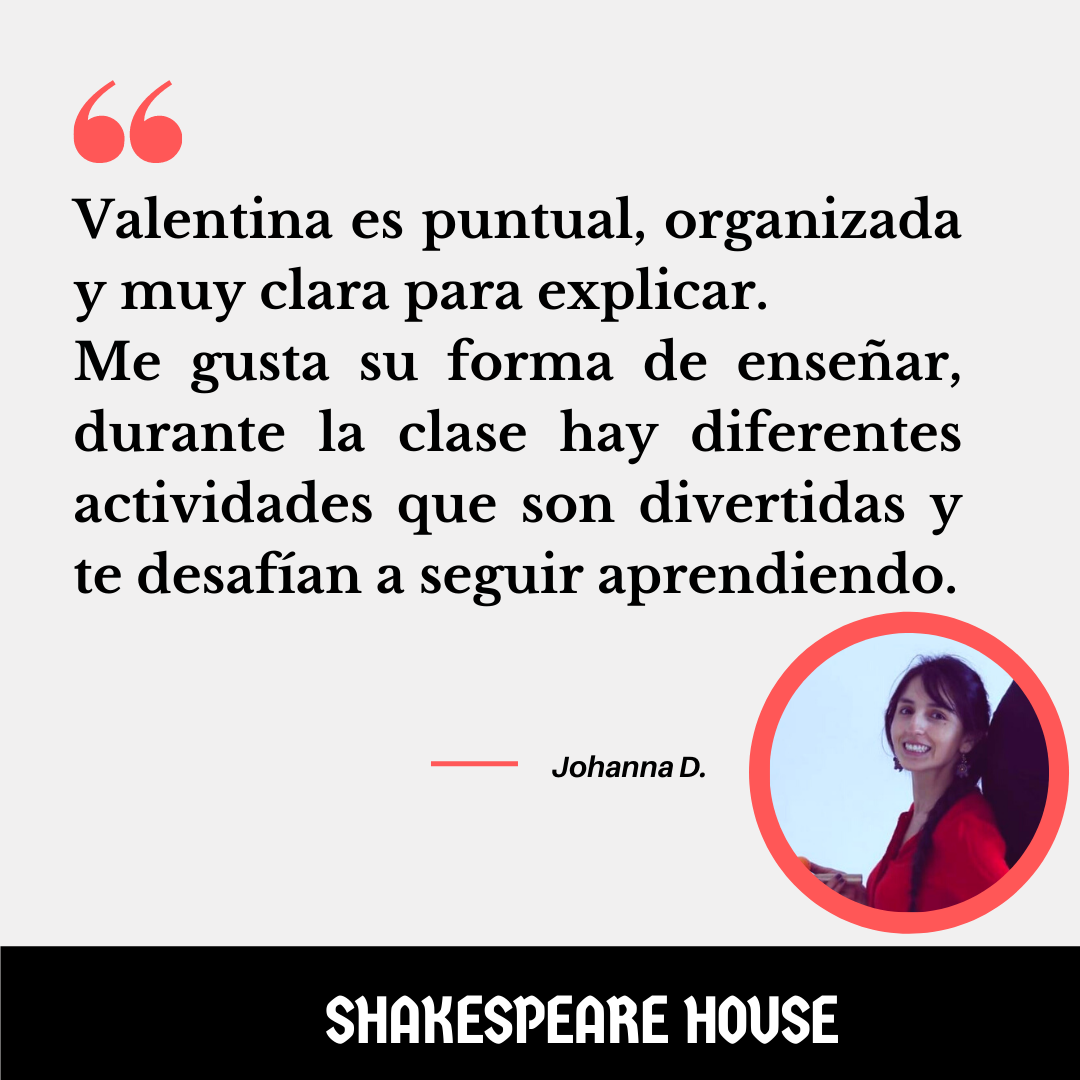 “
Valentina es puntual, organizada
y muy clara para explicar.
Me gusta su forma de enseñar,
durante la clase hay diferentes
actividades que son divertidas y
te desafían a seguir aprendiendo.
Johanna D.
SHAKESPEARE HOUSE